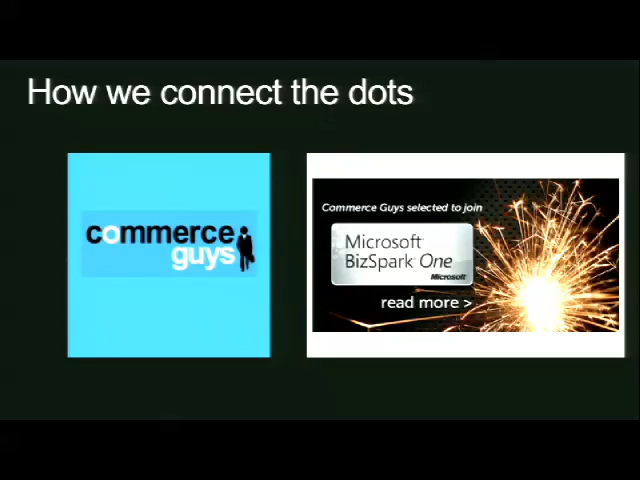 How we connect the dots
commerce
guys
Commerce Guys selected to join
Microsoft
BizSpark One
Microsoft
read more >